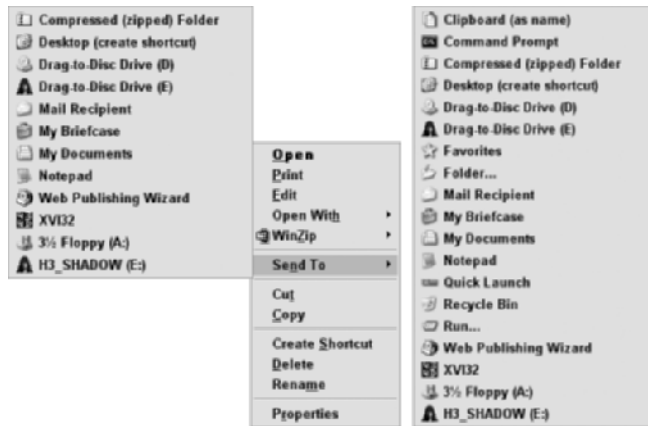 Compressed (zipped) Folder
Desktop (create shortcut)
Drag-to-Disc Drive (D)
Drag-to-Disc Drive (E)
Mail Recipient
My Briefcase
My Documents
Notepad
Web Publishing Wizard
XVI32
3½ Floppy (A:)
H3_SHADOW (E:)
Open
Print
Edit
Open With
WinZip
Send To
Cut
Copy
Create Shortcut
Delete
Rename
Properties
Clipboard (as name)
Command Prompt
Compressed (zipped) Folder
Desktop (create shortcut)
Drag-to-Disc Drive (D)
Drag-to-Disc Drive (E)
Favorites
Folder...
Mail Recipient
My Briefcase
My Documents
Notepad
Quick Launch
Recycle Bin
Run...
Web Publishing Wizard
XVI32
3½ Floppy (A:)
H3_SHADOW (E:)